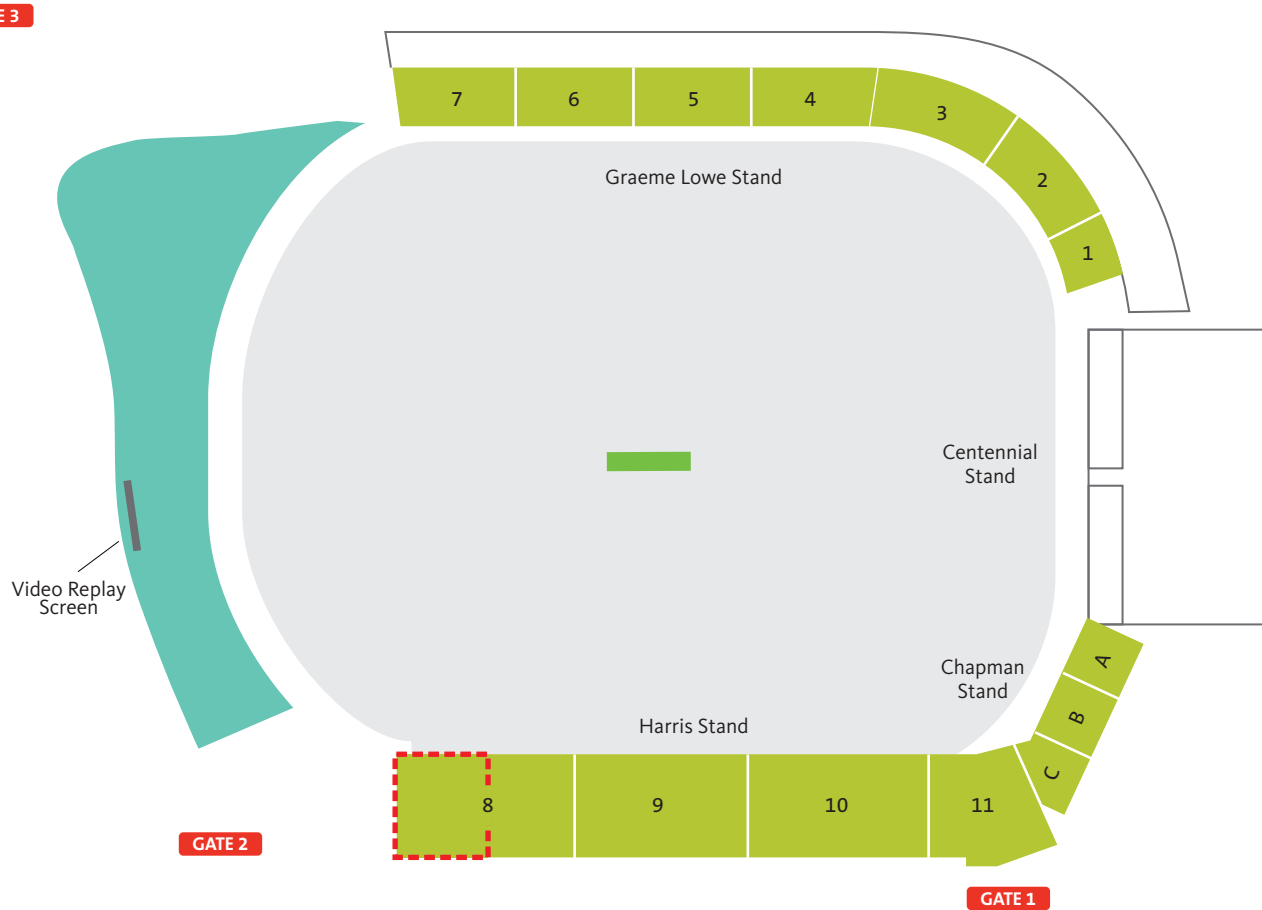 E 3
7
6
5
4
3
2
1
Graeme Lowe Stand
Centennial
Stand
Video Replay
Screen
Chapman
Stand
A
B
C
Harris Stand
8
9
10
11
GATE 2
GATE 1